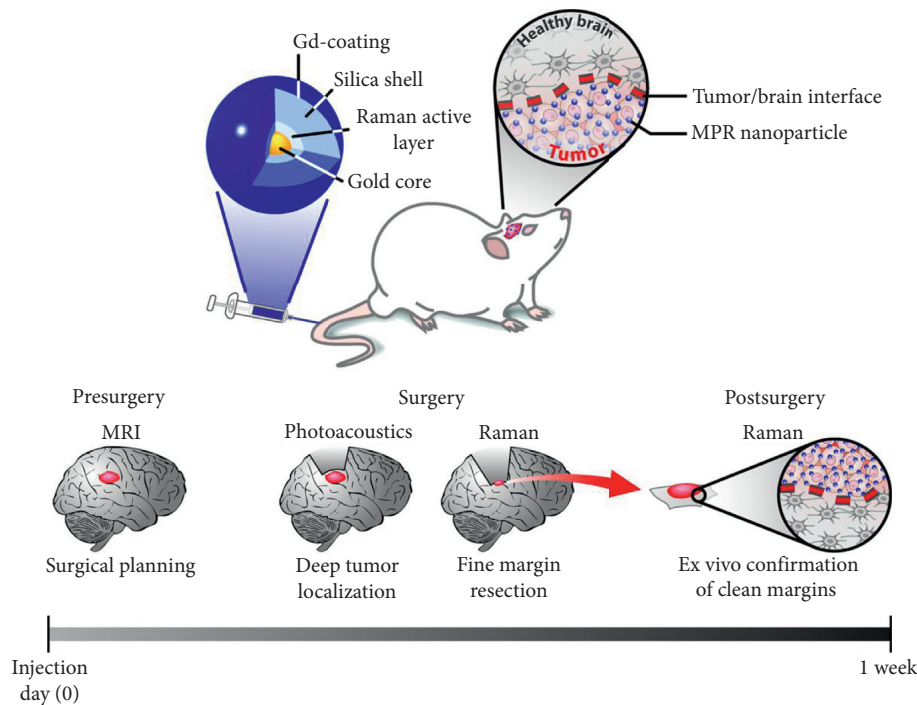 Gd-coating
Silica shell
Raman active
layer
Gold core
Healthy brain
Tumor
Tumor/brain interface
MPR nanoparticle
Presurgery
Surgery
Postsurgery
MRI
Photoacoustics
Raman
Raman
Surgical planning
Deep tumor
localization
Fine margin
resection
Ex vivo confirmation
of clean margins
Injection
day (0)
1 week